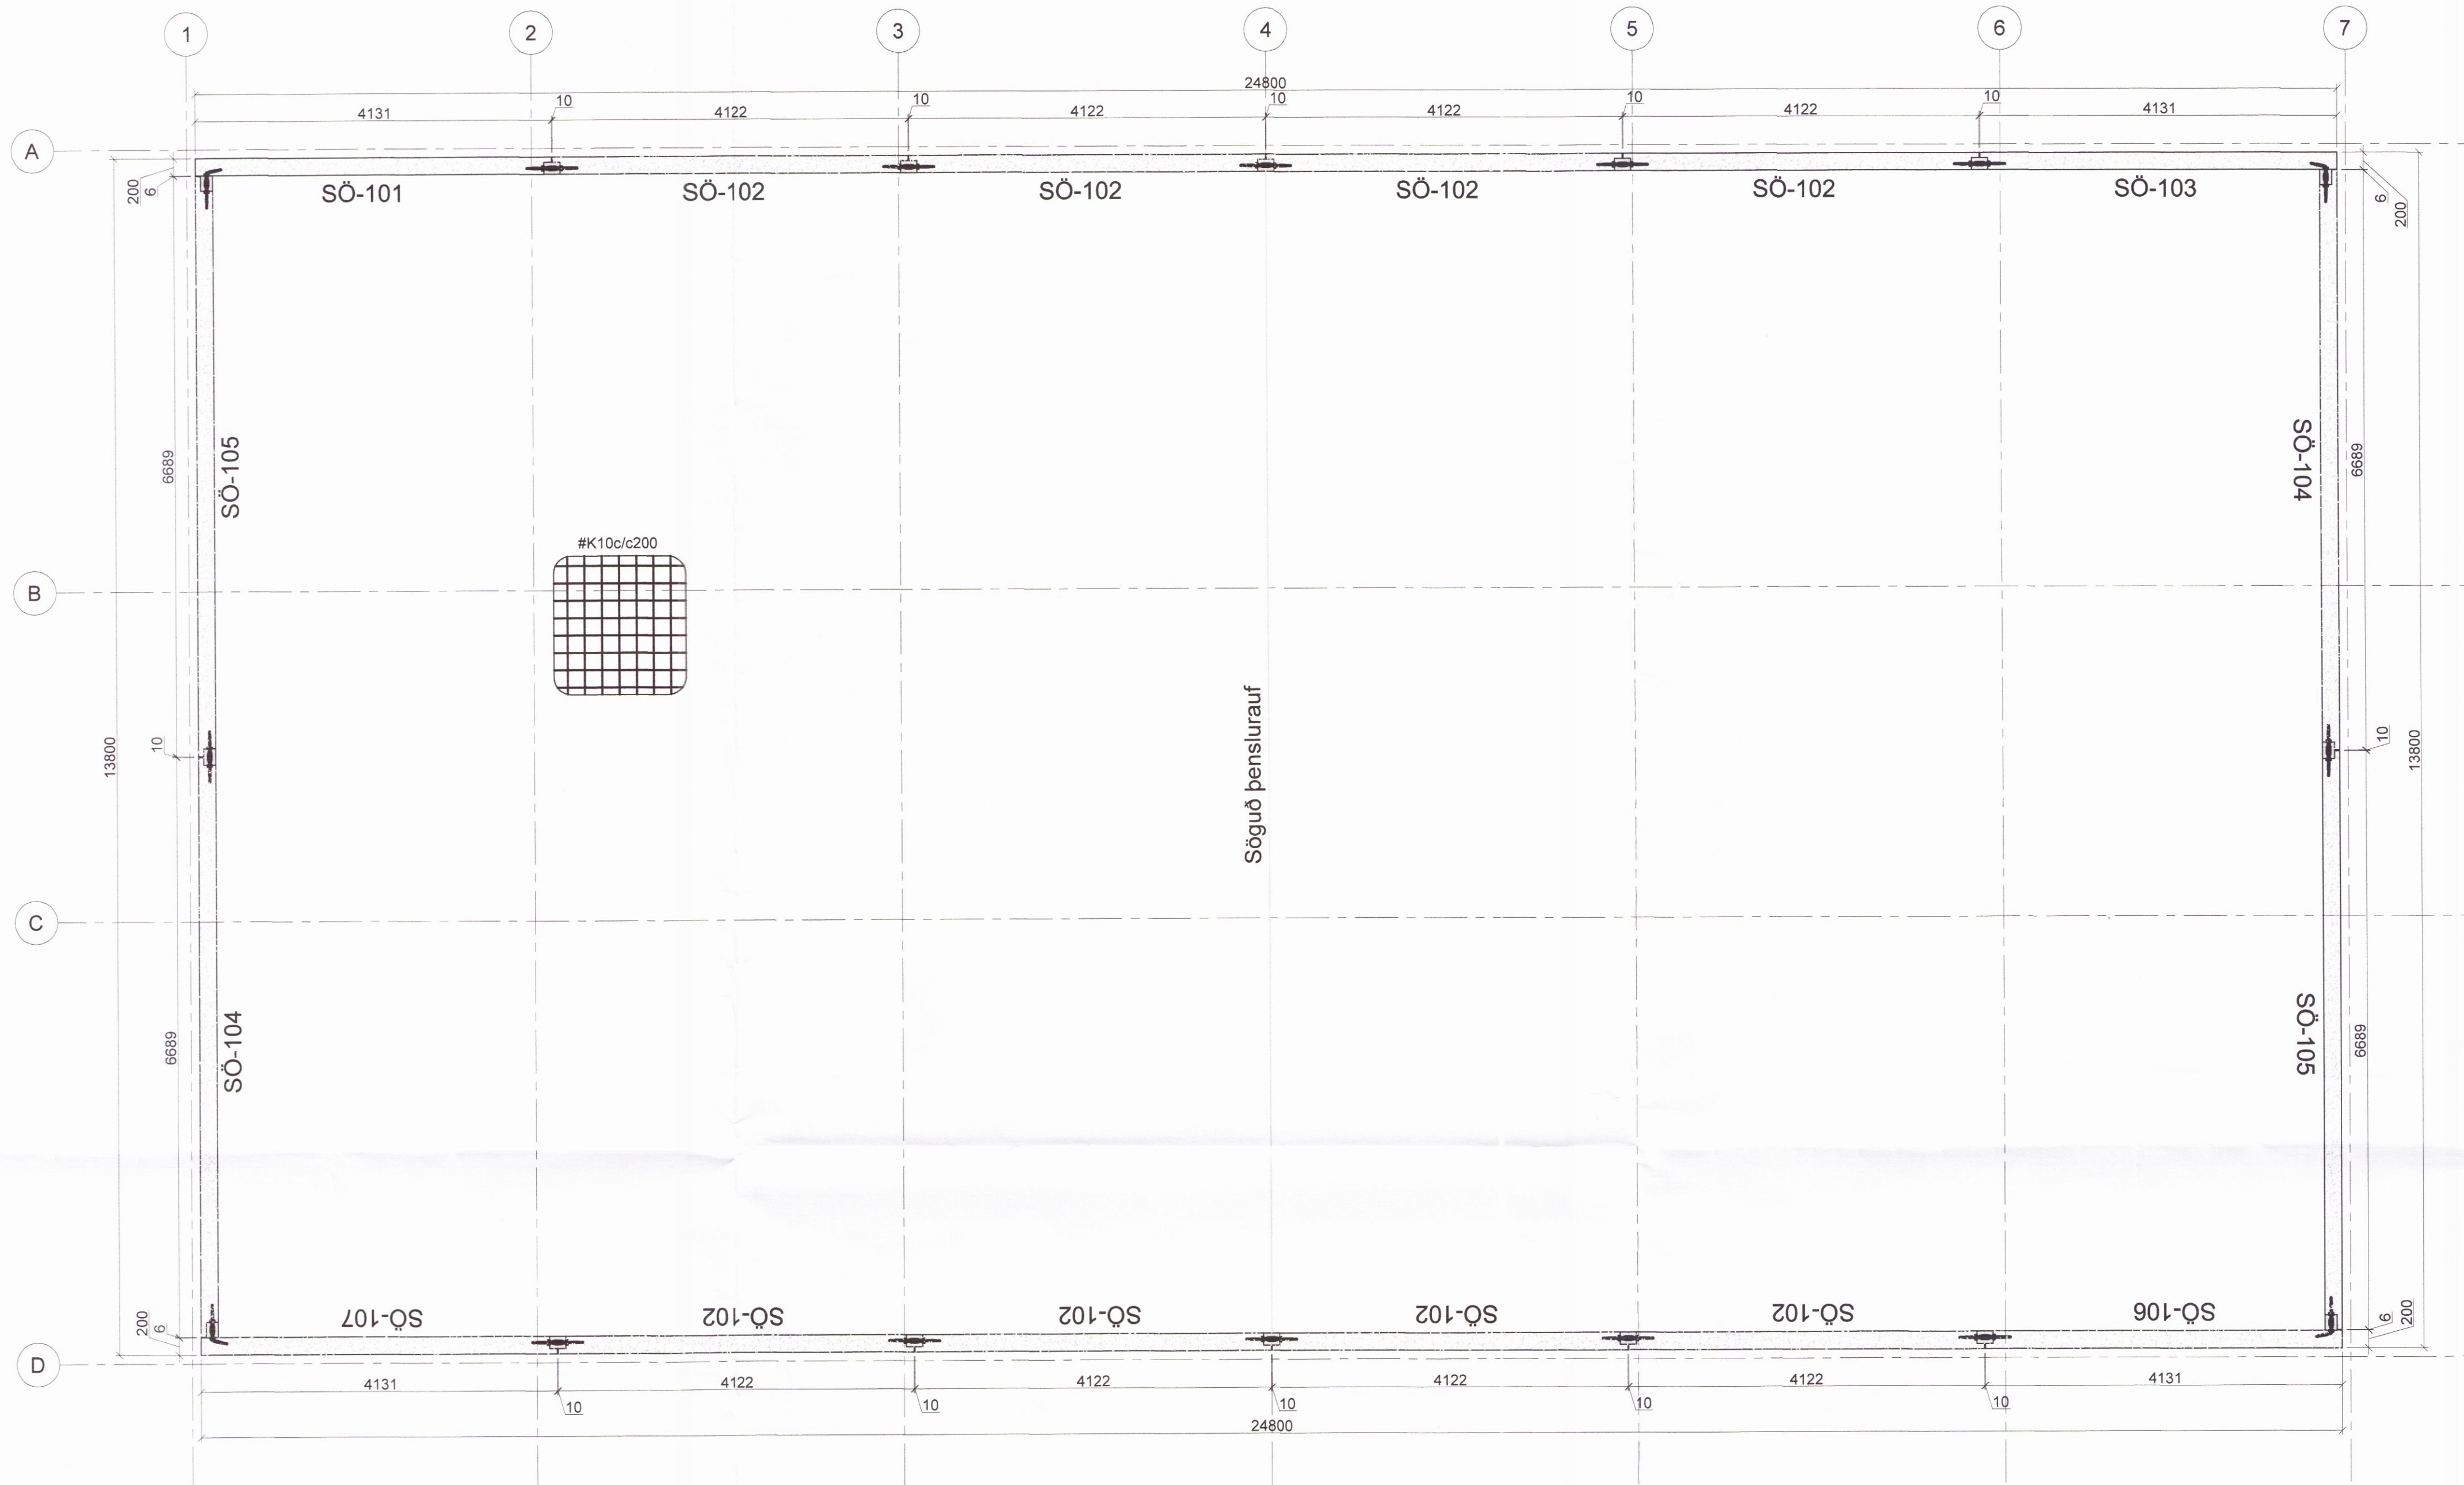 1 2 3 4 5 6 7
24800
4131 10 4122 10 4122 10 4122 10 4122 10 4131
A
200 6 SÖ-101 SÖ-102 SÖ-102 SÖ-102 SÖ-102 SÖ-103 6 200
6689 SÖ-105 SÖ-104 6689
#K10c/c200
B
13800 10 Söguð þenslurauf 10 13800
C
6689 SÖ-104 SÖ-105 6689
200 6 SÖ-107 SÖ-102 SÖ-102 SÖ-102 SÖ-102 SÖ-106 6 200
D
4131 10 4122 10 4122 10 4122 10 4122 10 4131
24800